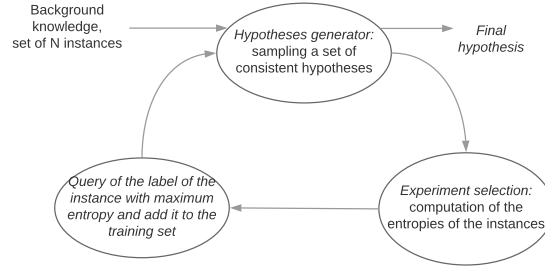 Background
knowledge,
set of N instances
Hypotheses generator:
sampling a set of
consistent hypotheses
Final
hypothesis
Experiment selection:
computation of the
entropies of the instances
Query of the label of the
instance with maximum
entropy and add it to the
training set